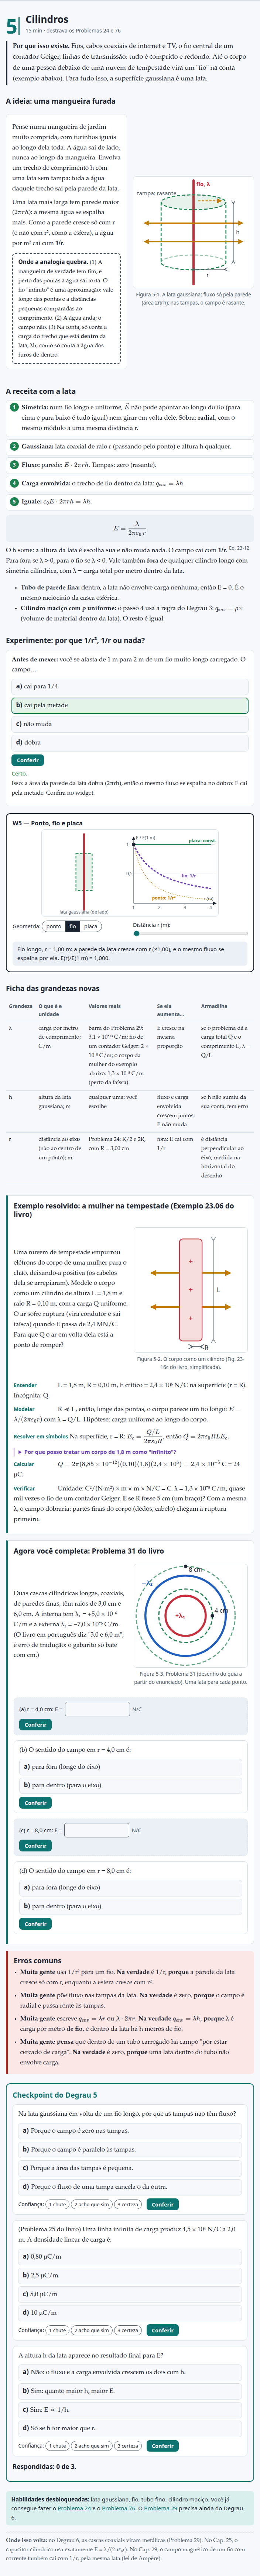 5
Cilindros
15 min · destrava os Problemas 24 e 76
Por que isso existe. Fios, cabos coaxiais de internet e TV, o fio central de um
contador Geiger, linhas de transmissão: tudo é comprido e redondo. Até o corpo
de uma pessoa debaixo de uma nuvem de tempestade vira um "fio" na conta
(exemplo abaixo). Para tudo isso, a superfície gaussiana é uma lata.
A ideia: uma mangueira furada
Pense numa mangueira de jardim
muito comprida, com furinhos iguais
ao longo dela toda. A água sai de lado,
nunca ao longo da mangueira. Envolva
um trecho de comprimento h com
uma lata sem tampa: toda a água
daquele trecho sai pela parede da lata.
Uma lata mais larga tem parede maior
(2πrh): a mesma água se espalha
mais. Como a parede cresce só com r
(e não com r², como a esfera), a água
por m² cai com 1/r.
Onde a analogia quebra. (1) A
mangueira de verdade tem fim, e
perto das pontas a água sai torta. O
fio "infinito" é uma aproximação: vale
longe das pontas e a distâncias
pequenas comparadas ao
comprimento. (2) A água anda; o
campo não. (3) Na conta, só conta a
carga do trecho que está dentro da
lata, λh, como só conta a água dos
furos de dentro.
fio, λ
tampa: rasante
h
r
Figura 5-1. A lata gaussiana: fluxo só pela parede
(área 2πrh); nas tampas, o campo é rasante.
A receita com a lata
1 Simetria: num fio longo e uniforme, E⃗ não pode apontar ao longo do fio (para
cima e para baixo é tudo igual) nem girar em volta dele. Sobra: radial, com o
mesmo módulo a uma mesma distância r.
2 Gaussiana: lata coaxial de raio r (passando pelo ponto) e altura h qualquer.
3 Fluxo: parede: E · 2πrh. Tampas: zero (rasante).
4 Carga envolvida: o trecho de fio dentro da lata: qenv = λh.
5 Iguale: ε₀E · 2πrh = λh.
E = λ / 2πε₀ r
Eq. 23-12
O h some: a altura da lata é escolha sua e não muda nada. O campo cai com 1/r.
Para fora se λ > 0, para o fio se λ < 0. Vale também fora de qualquer cilindro longo com
simetria cilíndrica, com λ = carga total por metro dentro da lata.
• Tubo de parede fina: dentro, a lata não envolve carga nenhuma, então E = 0. É o
mesmo raciocínio da casca esférica.
• Cilindro maciço com ρ uniforme: o passo 4 usa a regra do Degrau 3: qenv = ρ×
(volume de material dentro da lata). O resto é igual.
Experimente: por que 1/r², 1/r ou nada?
Antes de mexer: você se afasta de 1 m para 2 m de um fio muito longo carregado. O
campo…
a) cai para 1/4
b) cai pela metade
c) não muda
d) dobra
Conferir
Certo.
Isso: a área da parede da lata dobra (2πrh), então o mesmo fluxo se espalha no dobro: E cai
pela metade. Confira no widget.
W5 — Ponto, fio e placa
lata gaussiana (de lado)
E / E(1 m)
placa: const.
1
0,5
fio: 1/r
ponto: 1/r²
r (m)
1 2 3 4
Geometria: ponto fio placa
Distância r (m):
Fio longo, r = 1,00 m: a parede da lata cresce com r (×1,00), e o mesmo fluxo se
espalha por ela. E(r)/E(1 m) = 1,000.
Ficha das grandezas novas
Grandeza O que é e unidade Valores reais Se ela aumenta… Armadilha
λ carga por metro de comprimento; C/m barra do Problema 29: 3,1 × 10⁻¹² C/m; fio de um contador Geiger: 2 × 10⁻⁸ C/m; o corpo da mulher do exemplo abaixo: 1,3 × 10⁻⁵ C/m (perto da faísca) E cresce na mesma proporção se o problema dá a carga total Q e o comprimento L, λ = Q/L
h altura da lata gaussiana; m qualquer uma: você escolhe fluxo e carga envolvida crescem juntos: E não muda se h não sumiu da sua conta, tem erro
r distância ao eixo (não ao centro de um ponto); m Problema 24: R/2 e 2R, com R = 3,00 cm fora: E cai com 1/r é distância perpendicular ao eixo, medida na horizontal do desenho
Exemplo resolvido: a mulher na tempestade (Exemplo 23.06 do
livro)
Uma nuvem de tempestade empurrou
elétrons do corpo de uma mulher para o
chão, deixando-a positiva (os cabelos
dela se arrepiaram). Modele o corpo
como um cilindro de altura L = 1,8 m e
raio R = 0,10 m, com a carga Q uniforme.
O ar sofre ruptura (vira condutor e sai
faísca) quando E passa de 2,4 MN/C.
Para que Q o ar em volta dela está a
ponto de romper?
+
+
+
L
R
Figura 5-2. O corpo como um cilindro (Fig. 23-
16c do livro, simplificada).
Entender L = 1,8 m, R = 0,10 m, E crítico = 2,4 × 10⁶ N/C na superfície (r = R).
Incógnita: Q.
Modelar R ≪ L, então, longe das pontas, o corpo parece um fio longo: E =
λ/(2πε₀r) com λ = Q/L. Hipótese: carga uniforme ao longo do corpo.
Resolver em símbolos Na superfície, r = R: Ec = Q/L / 2πε₀R, então Q = 2πε₀RLEc.
▸ Por que posso tratar um corpo de 1,8 m como "infinito"?
Calcular Q = 2π(8,85 × 10⁻¹²)(0,10)(1,8)(2,4 × 10⁶) = 2,4 × 10⁻⁵ C = 24
µC.
Verificar Unidade: C²/(N·m²) × m × m × N/C = C. λ = 1,3 × 10⁻⁵ C/m, quase
mil vezes o fio de um contador Geiger. E se R fosse 5 cm (um braço)? Com a mesma
λ, o campo dobraria: partes finas do corpo (dedos, cabelo) chegam à ruptura
primeiro.
Agora você completa: Problema 31 do livro
Duas cascas cilíndricas longas, coaxiais,
de paredes finas, têm raios de 3,0 cm e
6,0 cm. A interna tem λ₁ = +5,0 × 10⁻⁶
C/m e a externa λ₂ = −7,0 × 10⁻⁶ C/m.
(O livro em português diz "3,0 e 6,0 m";
é erro de tradução: o gabarito só bate
com cm.)
−λ₂
8 cm
4 cm
+λ₁
Figura 5-3. Problema 31 (desenho do guia a
partir do enunciado). Uma lata para cada ponto.
(a) r = 4,0 cm: E = N/C
Conferir
(b) O sentido do campo em r = 4,0 cm é:
a) para fora (longe do eixo)
b) para dentro (para o eixo)
Conferir
(c) r = 8,0 cm: E = N/C
Conferir
(d) O sentido do campo em r = 8,0 cm é:
a) para fora (longe do eixo)
b) para dentro (para o eixo)
Conferir
Erros comuns
• Muita gente usa 1/r² para um fio. Na verdade é 1/r, porque a parede da lata
cresce só com r, enquanto a esfera cresce com r².
• Muita gente põe fluxo nas tampas da lata. Na verdade é zero, porque o campo é
radial e passa rente às tampas.
• Muita gente escreve qenv = λr ou λ · 2πr. Na verdade qenv = λh, porque λ é
carga por metro de fio, e dentro da lata há h metros de fio.
• Muita gente pensa que dentro de um tubo carregado há campo "por estar
cercado de carga". Na verdade é zero, porque uma lata dentro do tubo não
envolve carga.
Checkpoint do Degrau 5
Na lata gaussiana em volta de um fio longo, por que as tampas não têm fluxo?
a) Porque o campo é zero nas tampas.
b) Porque o campo é paralelo às tampas.
c) Porque a área das tampas é pequena.
d) Porque o fluxo de uma tampa cancela o da outra.
Confiança: 1 chute 2 acho que sim 3 certeza Conferir
(Problema 25 do livro) Uma linha infinita de carga produz 4,5 × 10⁴ N/C a 2,0
m. A densidade linear de carga é:
a) 0,80 µC/m
b) 2,5 µC/m
c) 5,0 µC/m
d) 10 µC/m
Confiança: 1 chute 2 acho que sim 3 certeza Conferir
A altura h da lata aparece no resultado final para E?
a) Não: o fluxo e a carga envolvida crescem os dois com h.
b) Sim: quanto maior h, maior E.
c) Sim: E ∝ 1/h.
d) Só se h for maior que r.
Confiança: 1 chute 2 acho que sim 3 certeza Conferir
Respondidas: 0 de 3.
Habilidades desbloqueadas: lata gaussiana, fio, tubo fino, cilindro maciço. Você já
consegue fazer o Problema 24 e o Problema 76. O Problema 29 precisa ainda do Degrau
6.
Onde isso volta: no Degrau 6, as cascas coaxiais viram metálicas (Problema 29). No Cap. 25, o
capacitor cilíndrico usa exatamente E = λ/(2πε₀r). No Cap. 29, o campo magnético de um fio com
corrente também cai com 1/r, pela mesma lata (lei de Ampère).